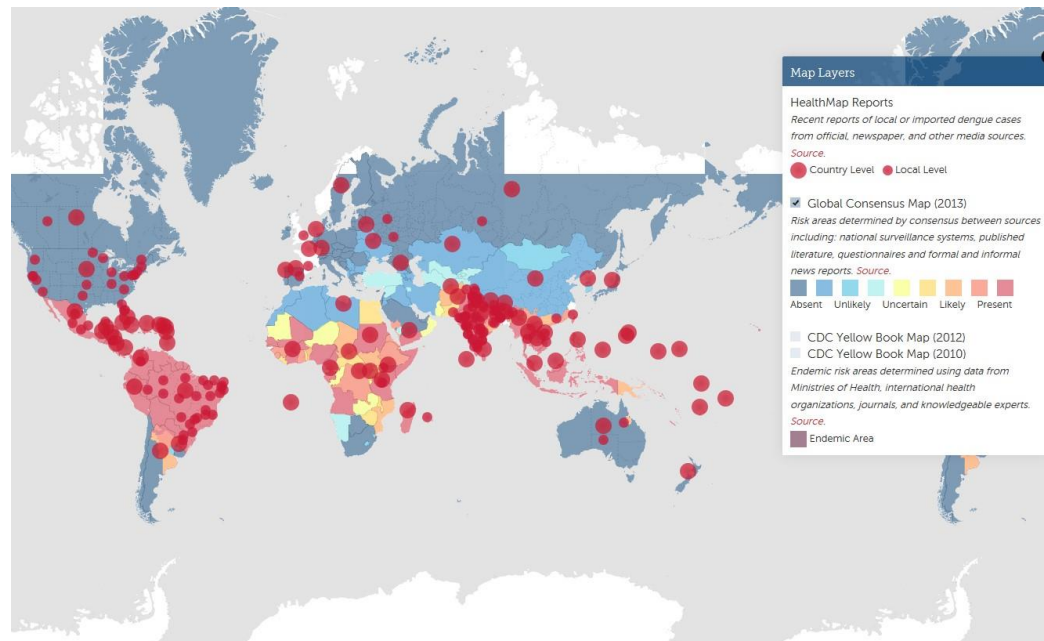 Map Layers
HealthMap Reports
Recent reports of local or imported dengue cases
from official, newspaper, and other media sources.
Source.
Country Level Local Level
Global Consensus Map (2013)
Risk areas determined by consensus between sources
including: national surveillance systems, published
literature, questionnaires and formal and informal
news reports. Source.
Absent Unlikely Uncertain Likely Present
CDC Yellow Book Map (2012)
CDC Yellow Book Map (2010)
Endemic risk areas determined using data from
Ministries of Health, international health
organizations, journals, and knowledgeable experts.
Source.
Endemic Area